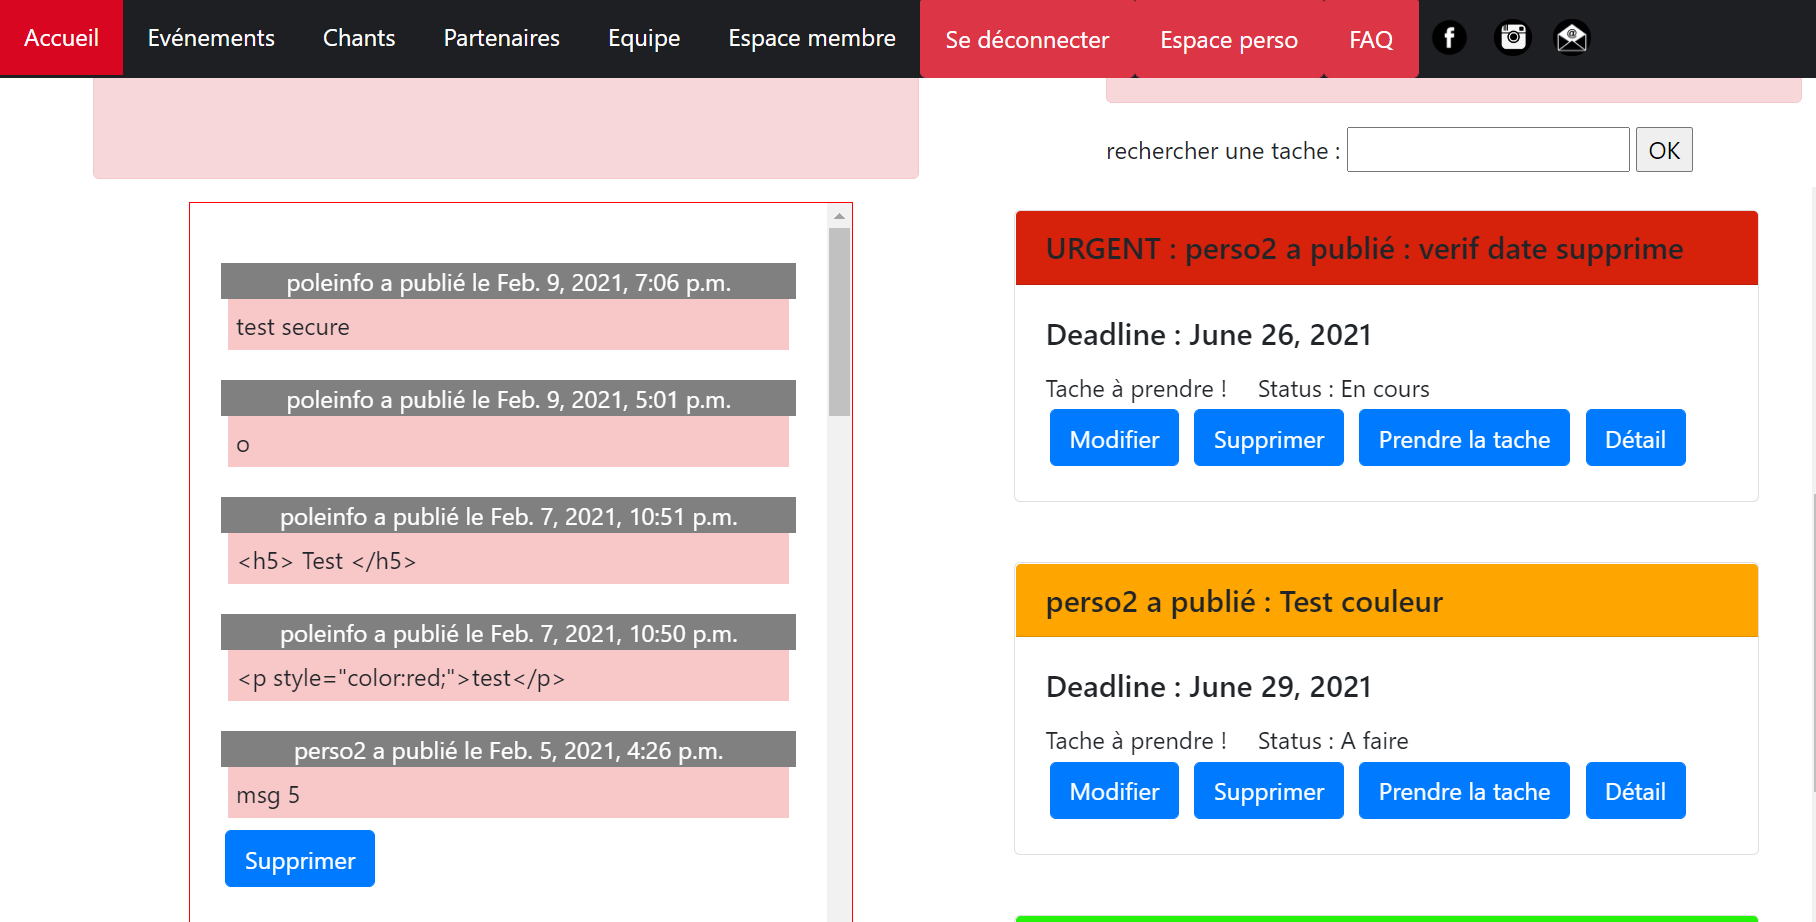 Accueil Evénements Chants Partenaires Equipe Espace membre Se déconnecter Espace perso FAQ
poleinfo a publié le Feb. 9, 2021, 7:06 p.m.
test secure
poleinfo a publié le Feb. 9, 2021, 5:01 p.m.
o
poleinfo a publié le Feb. 7, 2021, 10:51 p.m.
<h5> Test </h5>
poleinfo a publié le Feb. 7, 2021, 10:50 p.m.
<p style="color:red;">test</p>
perso2 a publié le Feb. 5, 2021, 4:26 p.m.
msg 5
Supprimer
rechercher une tache : OK
URGENT : perso2 a publié : verif date supprime
Deadline : June 26, 2021
Tache à prendre ! Status : En cours
Modifier Supprimer Prendre la tache Détail
perso2 a publié : Test couleur
Deadline : June 29, 2021
Tache à prendre ! Status : A faire
Modifier Supprimer Prendre la tache Détail